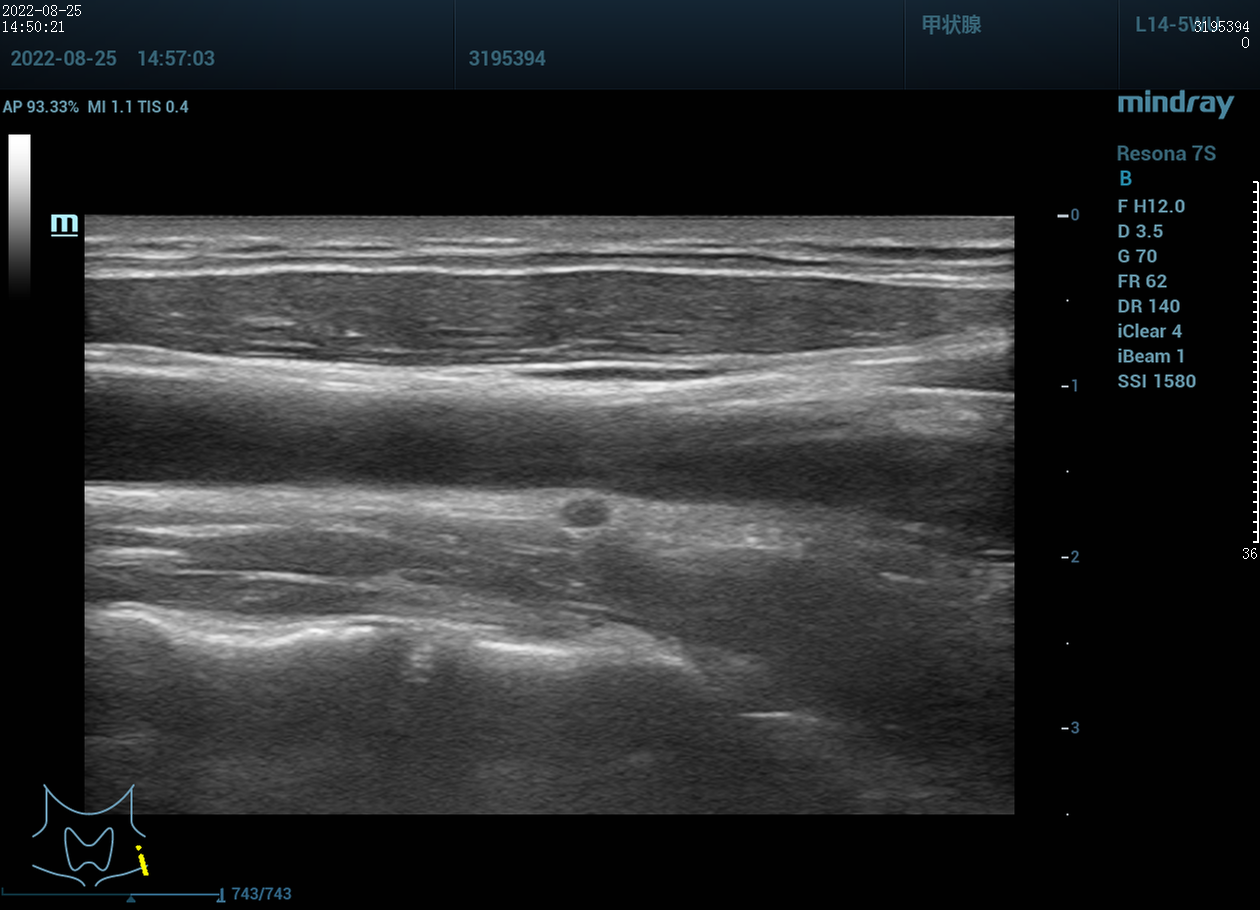 2022-08-25
14:50:21
2022-08-25 14:57:03
3195394
甲状腺
3195394
0
AP 93.33% MI 1.1 TIS 0.4
mindray
Resona 7S
B
F H12.0
D 3.5
G 70
FR 62
DR 140
iClear 4
iBeam 1
SSI 1580
m
0
1
2
3
36
743/743